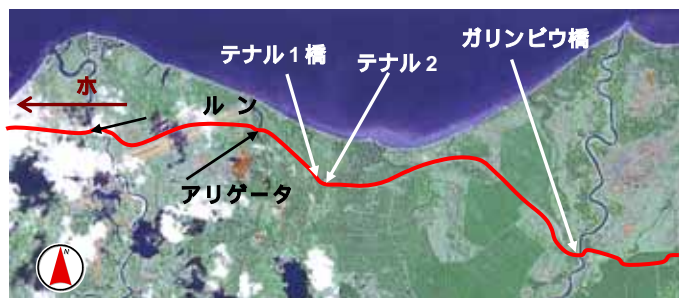 ガリンビウ橋
テナル1橋
テナル2
ホ
ルン
アリゲータ
N